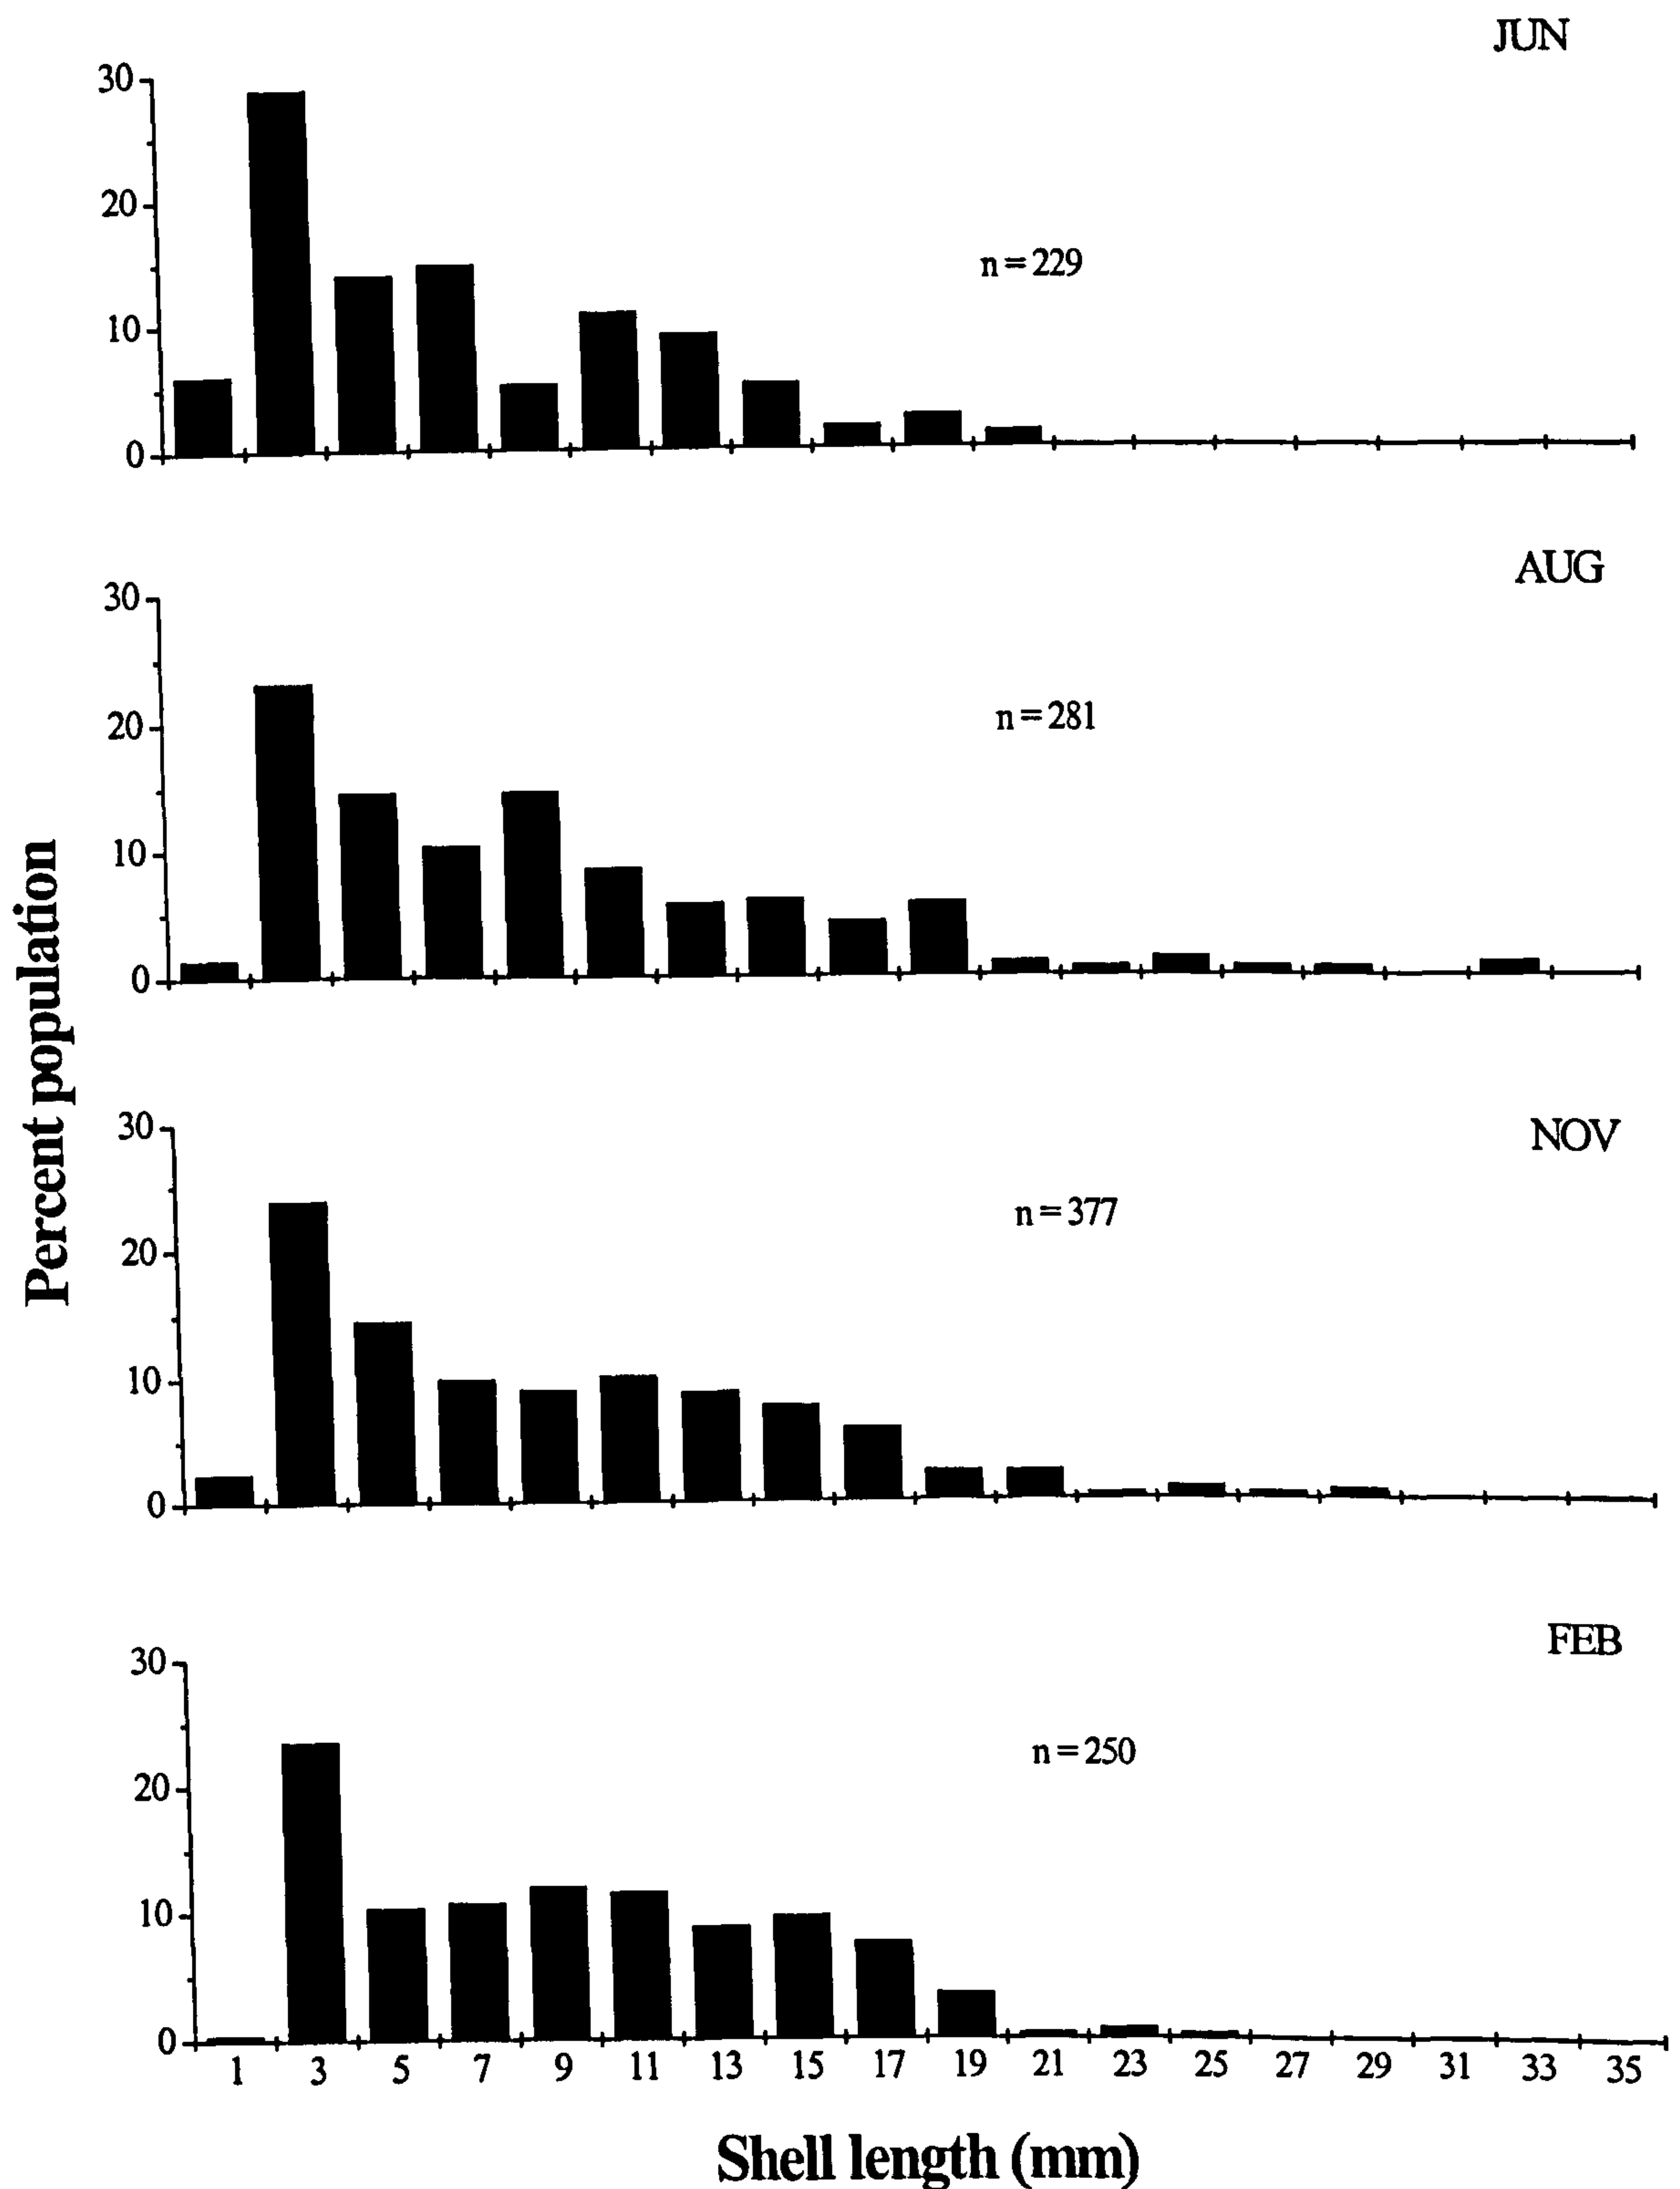 JUN
30
20
10
0
n=229
AUG
30
20
10
0
n=281
NOV
30
20
10
0
n=377
FEB
30
20
10
0
n=250
1 3 5 7 9 11 13 15 17 19 21 23 25 27 29 31 33 35
Shell length (mm)
Percent population